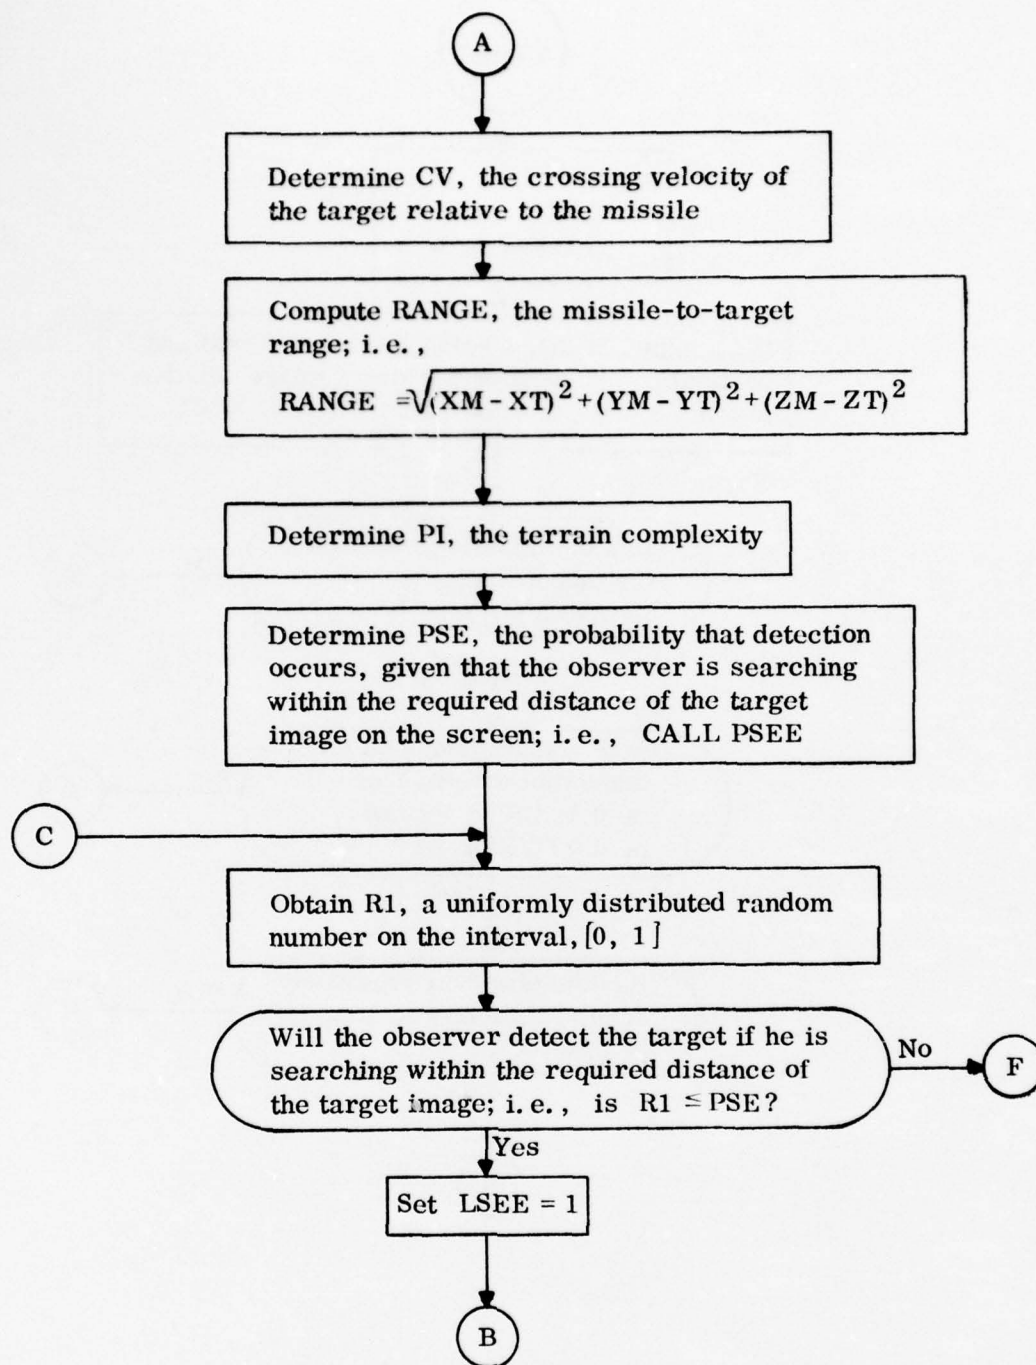 A
Determine CV, the crossing velocity of
the target relative to the missile
Compute RANGE, the missile-to-target
range; i. e. ,
RANGE = √(XM - XT)² + (YM - YT)² + (ZM - ZT)²
Determine PI, the terrain complexity
Determine PSE, the probability that detection
occurs, given that the observer is searching
within the required distance of the target
image on the screen; i. e. , CALL PSEE
C
Obtain R1, a uniformly distributed random
number on the interval, [0, 1]
Will the observer detect the target if he is
searching within the required distance of
the target image; i. e. , is R1 ≤ PSE?
No
F
Yes
Set LSEE = 1
B